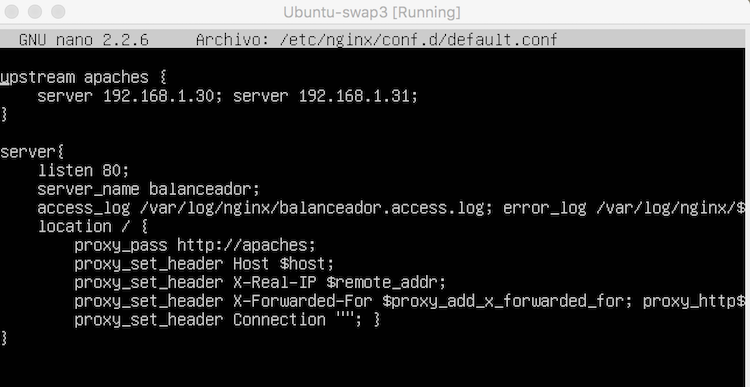 Ubuntu-swap3 [Running]
GNU nano 2.2.6 Archivo: /etc/nginx/conf.d/default.conf
upstream apaches {
server 192.168.1.30; server 192.168.1.31;
}
server{
listen 80;
server_name balanceador;
access_log /var/log/nginx/balanceador.access.log; error_log /var/log/nginx/$
location / {
proxy_pass http://apaches;
proxy_set_header Host $host;
proxy_set_header X-Real-IP $remote_addr;
proxy_set_header X-Forwarded-For $proxy_add_x_forwarded_for; proxy_http$
proxy_set_header Connection ""; }
}